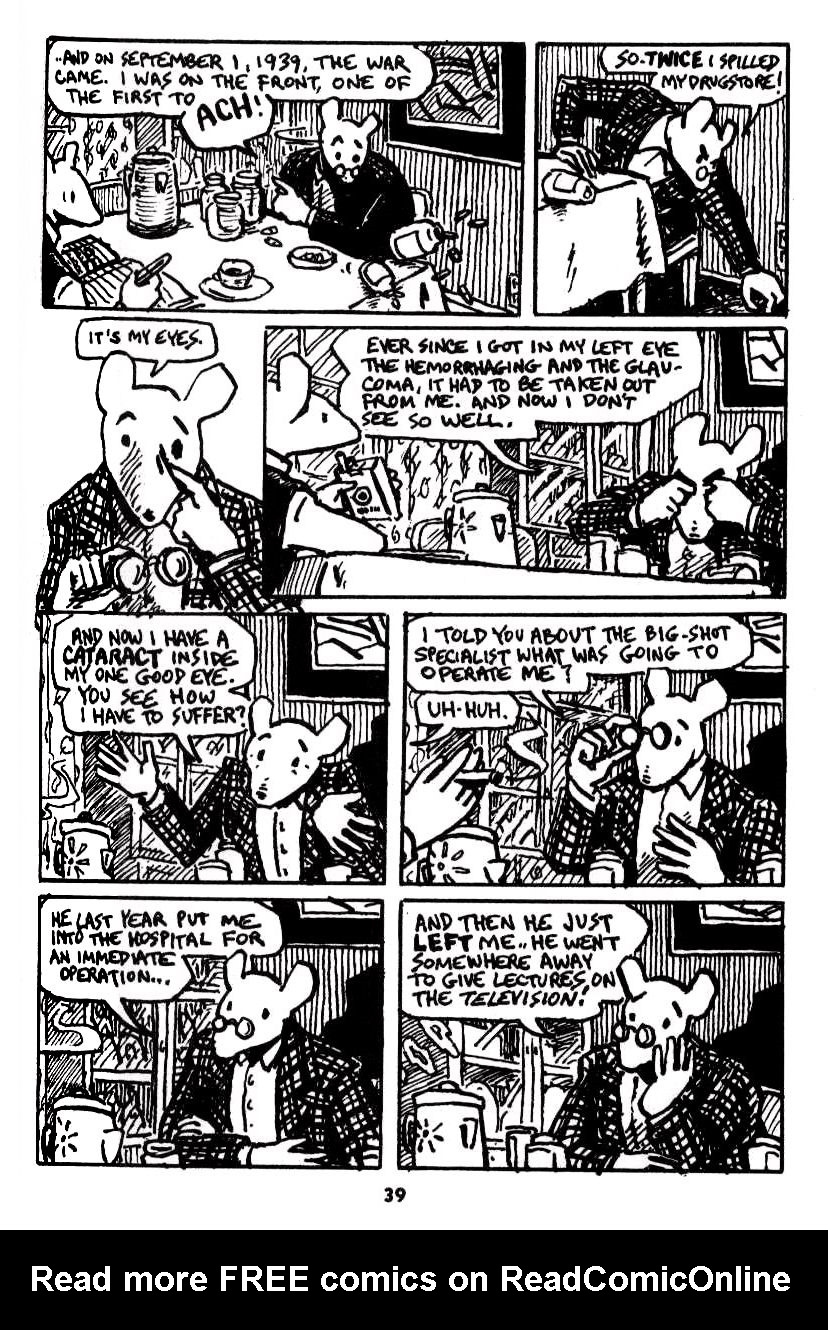 ..AND ON SEPTEMBER 1, 1939, THE WAR
CAME. I WAS ON THE FRONT, ONE OF
THE FIRST TO
ACH!
SO-TWICE I SPILLED
MY DRUGSTORE!
IT'S MY EYES.
EVER SINCE I GOT IN MY LEFT EYE
THE HEMORRHAGING AND THE GLAU-
COMA, IT HAD TO BE TAKEN OUT
FROM ME. AND NOW I DON'T
SEE SO WELL.
AND NOW I HAVE A
CATARACT INSIDE
MY ONE GOOD EYE.
YOU SEE HOW
I HAVE TO SUFFER?
I TOLD YOU ABOUT THE BIG-SHOT
SPECIALIST WHAT WAS GOING TO
OPERATE ME?
UH-HUH.
HE LAST YEAR PUT ME
INTO THE HOSPITAL FOR
AN IMMEDIATE
OPERATION...
AND THEN HE JUST
LEFT ME.. HE WENT
SOMEWHERE AWAY
TO GIVE LECTURES ON
THE TELEVISION!
39
Read more FREE comics on ReadComicOnline